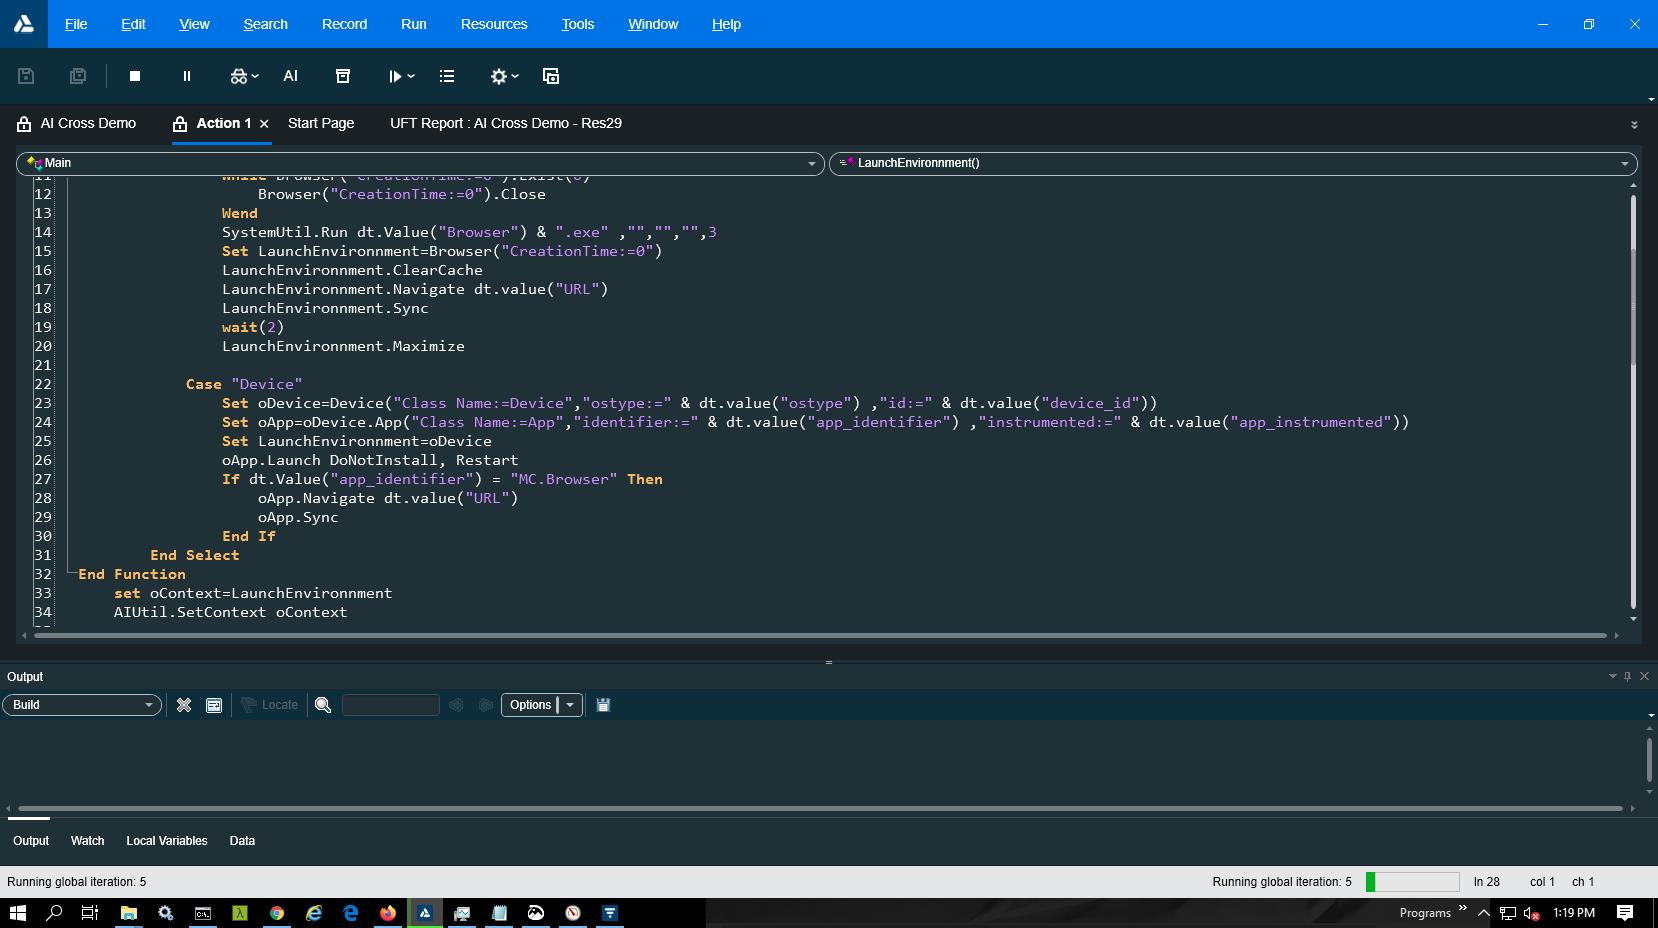 File Edit View Search Record Run Resources Tools Window Help
AI
AI Cross Demo Action 1 Start Page UFT Report : AI Cross Demo - Res29
Main LaunchEnvironnment()
11 While Browser("CreationTime:=0").Exist(0)
12 Browser("CreationTime:=0").Close
13 Wend
14 SystemUtil.Run dt.Value("Browser") & ".exe" ,"","","",3
15 Set LaunchEnvironnment=Browser("CreationTime:=0")
16 LaunchEnvironnment.ClearCache
17 LaunchEnvironnment.Navigate dt.value("URL")
18 LaunchEnvironnment.Sync
19 wait(2)
20 LaunchEnvironnment.Maximize
21
22 Case "Device"
23 Set oDevice=Device("Class Name:=Device","ostype:=" & dt.value("ostype") ,"id:=" & dt.value("device_id"))
24 Set oApp=oDevice.App("Class Name:=App","identifier:=" & dt.value("app_identifier") ,"instrumented:=" & dt.value("app_instrumented"))
25 Set LaunchEnvironnment=oDevice
26 oApp.Launch DoNotInstall, Restart
27 If dt.Value("app_identifier") = "MC.Browser" Then
28 oApp.Navigate dt.value("URL")
29 oApp.Sync
30 End If
31 End Select
32 End Function
33 set oContext=LaunchEnvironnment
34 AIUtil.SetContext oContext
Output
Build Locate Options
Output Watch Local Variables Data
Running global iteration: 5 Running global iteration: 5 ln 28 col 1 ch 1
Programs 1:19 PM